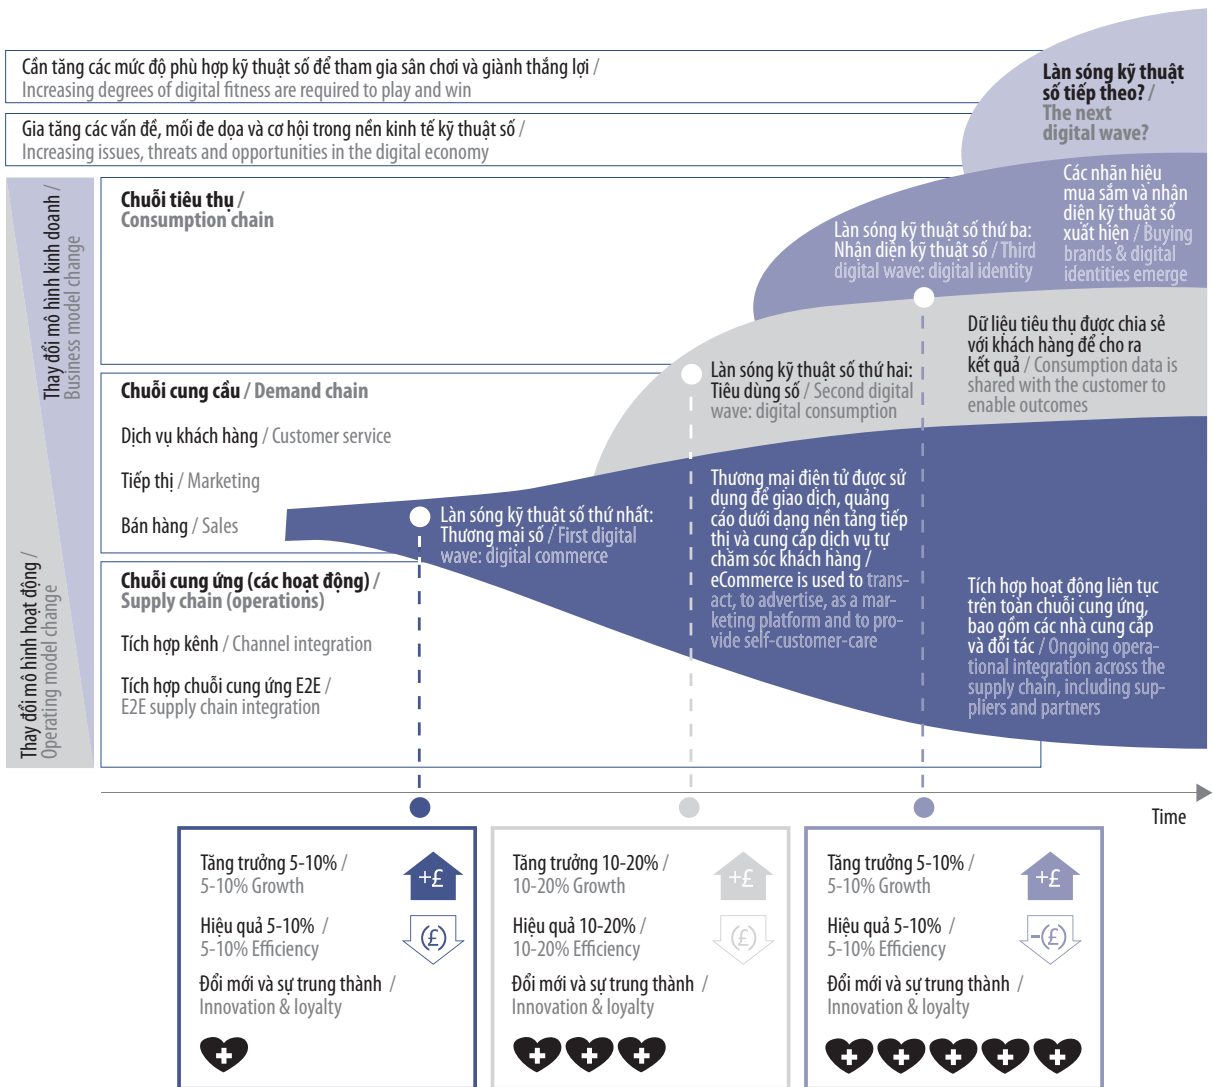 Cần tăng các mức độ phù hợp kỹ thuật số để tham gia sân chơi và giành thắng lợi /
Increasing degrees of digital fitness are required to play and win
Gia tăng các vấn đề, mối đe dọa và cơ hội trong nền kinh tế kỹ thuật số /
Increasing issues, threats and opportunities in the digital economy
Làn sóng kỹ thuật
số tiếp theo? /
The next
digital wave?
Thay đổi mô hình kinh doanh /
Business model change
Thay đổi mô hình hoạt động /
Operating model change
Chuỗi tiêu thụ /
Consumption chain
Làn sóng kỹ thuật số thứ ba:
Nhận diện kỹ thuật số / Third
digital wave: digital identity
Các nhãn hiệu
mua sắm và nhận
diện kỹ thuật số
xuất hiện / Buying
brands & digital
identities emerge
Chuỗi cung cầu / Demand chain
Dịch vụ khách hàng / Customer service
Tiếp thị / Marketing
Bán hàng / Sales
Làn sóng kỹ thuật số thứ hai:
Tiêu dùng số / Second digital
wave: digital consumption
Dữ liệu tiêu thụ được chia sẻ
với khách hàng để cho ra
kết quả / Consumption data is
shared with the customer to
enable outcomes
Làn sóng kỹ thuật số thứ nhất:
Thương mại số / First digital
wave: digital commerce
Thương mại điện tử được sử
dụng để giao dịch, quảng
cáo dưới dạng nền tảng tiếp
thị và cung cấp dịch vụ tự
chăm sóc khách hàng /
eCommerce is used to trans-
act, to advertise, as a mar-
keting platform and to pro-
vide self-customer-care
Chuỗi cung ứng (các hoạt động) /
Supply chain (operations)
Tích hợp kênh / Channel integration
Tích hợp chuỗi cung ứng E2E /
E2E supply chain integration
Tích hợp hoạt động liên tục
trên toàn chuỗi cung ứng,
bao gồm các nhà cung cấp
và đối tác / Ongoing opera-
tional integration across the
supply chain, including sup-
pliers and partners
Time
Tăng trưởng 5-10% /
5-10% Growth
+£
Hiệu quả 5-10% /
5-10% Efficiency
(£)
Đổi mới và sự trung thành /
Innovation & loyalty
Tăng trưởng 10-20% /
10-20% Growth
+£
Hiệu quả 10-20% /
10-20% Efficiency
(£)
Đổi mới và sự trung thành /
Innovation & loyalty
Tăng trưởng 5-10% /
5-10% Growth
+£
Hiệu quả 5-10% /
5-10% Efficiency
−(£)
Đổi mới và sự trung thành /
Innovation & loyalty